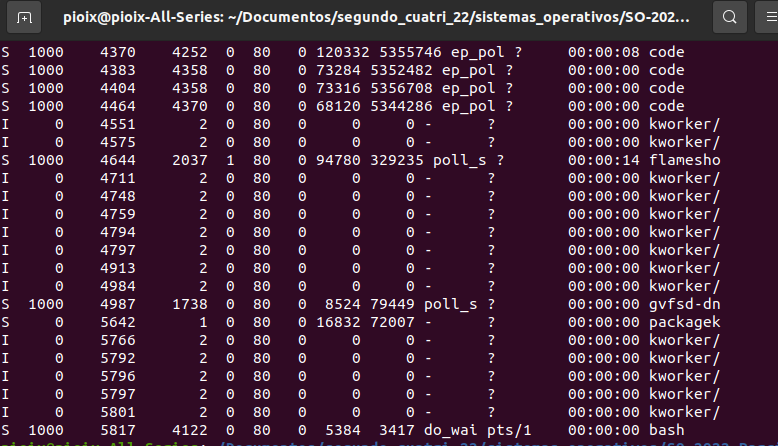 pioix@pioix-All-Series: ~/Documentos/segundo_cuatri_22/sistemas_operativos/SO-202...
S 1000 4370 4252 0 80 0 120332 5355746 ep_pol ? 00:00:08 code
S 1000 4383 4358 0 80 0 73284 5352482 ep_pol ? 00:00:00 code
S 1000 4404 4358 0 80 0 73316 5356708 ep_pol ? 00:00:00 code
S 1000 4464 4370 0 80 0 68120 5344286 ep_pol ? 00:00:00 code
I 0 4551 2 0 80 0 0 0 - ? 00:00:00 kworker/
I 0 4575 2 0 80 0 0 0 - ? 00:00:00 kworker/
S 1000 4644 2037 1 80 0 94780 329235 poll_s ? 00:00:14 flamesho
I 0 4711 2 0 80 0 0 0 - ? 00:00:00 kworker/
I 0 4748 2 0 80 0 0 0 - ? 00:00:00 kworker/
I 0 4759 2 0 80 0 0 0 - ? 00:00:00 kworker/
I 0 4794 2 0 80 0 0 0 - ? 00:00:00 kworker/
I 0 4797 2 0 80 0 0 0 - ? 00:00:00 kworker/
I 0 4913 2 0 80 0 0 0 - ? 00:00:00 kworker/
I 0 4984 2 0 80 0 0 0 - ? 00:00:00 kworker/
S 1000 4987 1738 0 80 0 8524 79449 poll_s ? 00:00:00 gvfsd-dn
S 0 5642 1 0 80 0 16832 72007 - ? 00:00:00 packagek
I 0 5766 2 0 80 0 0 0 - ? 00:00:00 kworker/
I 0 5792 2 0 80 0 0 0 - ? 00:00:00 kworker/
I 0 5796 2 0 80 0 0 0 - ? 00:00:00 kworker/
I 0 5797 2 0 80 0 0 0 - ? 00:00:00 kworker/
I 0 5801 2 0 80 0 0 0 - ? 00:00:00 kworker/
S 1000 5817 4122 0 80 0 5384 3417 do_wai pts/1 00:00:00 bash